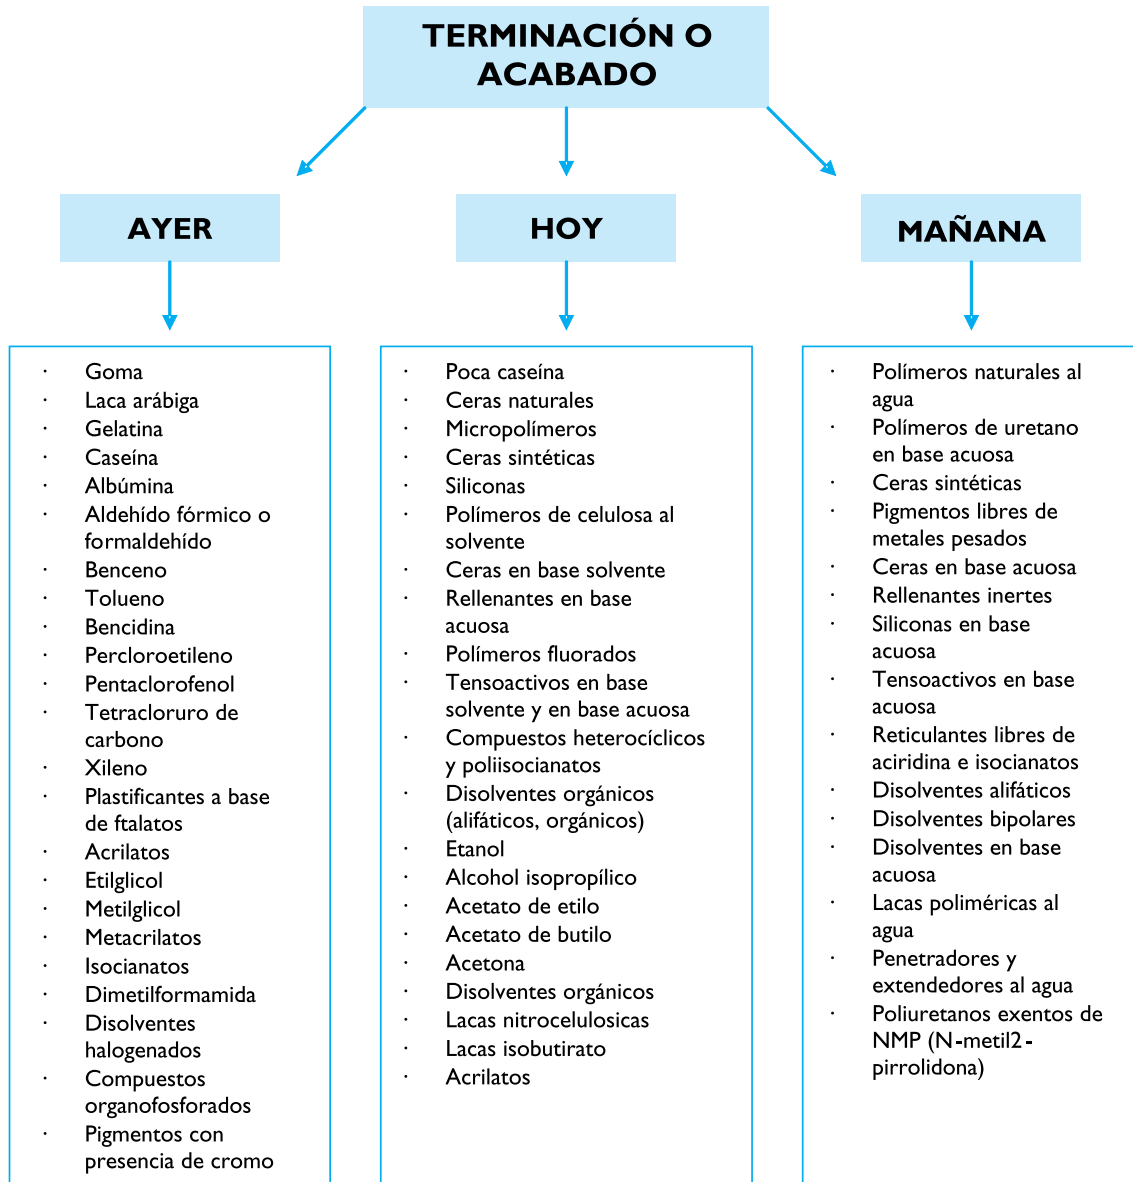 TERMINACIÓN O
ACABADO
AYER
HOY
MAÑANA
· Goma
· Laca arábiga
· Gelatina
· Caseína
· Albúmina
· Aldehído fórmico o
formaldehído
· Benceno
· Tolueno
· Bencidina
· Percloroetileno
· Pentaclorofenol
· Tetracloruro de
carbono
· Xileno
· Plastificantes a base
de ftalatos
· Acrilatos
· Etilglicol
· Metilglicol
· Metacrilatos
· Isocianatos
· Dimetilformamida
· Disolventes
halogenados
· Compuestos
organofosforados
· Pigmentos con
presencia de cromo
· Poca caseína
· Ceras naturales
· Micropolímeros
· Ceras sintéticas
· Siliconas
· Polímeros de celulosa al
solvente
· Ceras en base solvente
· Rellenantes en base
acuosa
· Polímeros fluorados
· Tensoactivos en base
solvente y en base acuosa
· Compuestos heterocíclicos
y poliisocianatos
· Disolventes orgánicos
(alifáticos, orgánicos)
· Etanol
· Alcohol isopropílico
· Acetato de etilo
· Acetato de butilo
· Acetona
· Disolventes orgánicos
· Lacas nitrocelulosicas
· Lacas isobutirato
· Acrilatos
· Polímeros naturales al
agua
· Polímeros de uretano
en base acuosa
· Ceras sintéticas
· Pigmentos libres de
metales pesados
· Ceras en base acuosa
· Rellenantes inertes
· Siliconas en base
acuosa
· Tensoactivos en base
acuosa
· Reticulantes libres de
aciridina e isocianatos
· Disolventes alifáticos
· Disolventes bipolares
· Disolventes en base
acuosa
· Lacas poliméricas al
agua
· Penetradores y
extendedores al agua
· Poliuretanos exentos de
NMP (N-metil2-
pirrolidona)